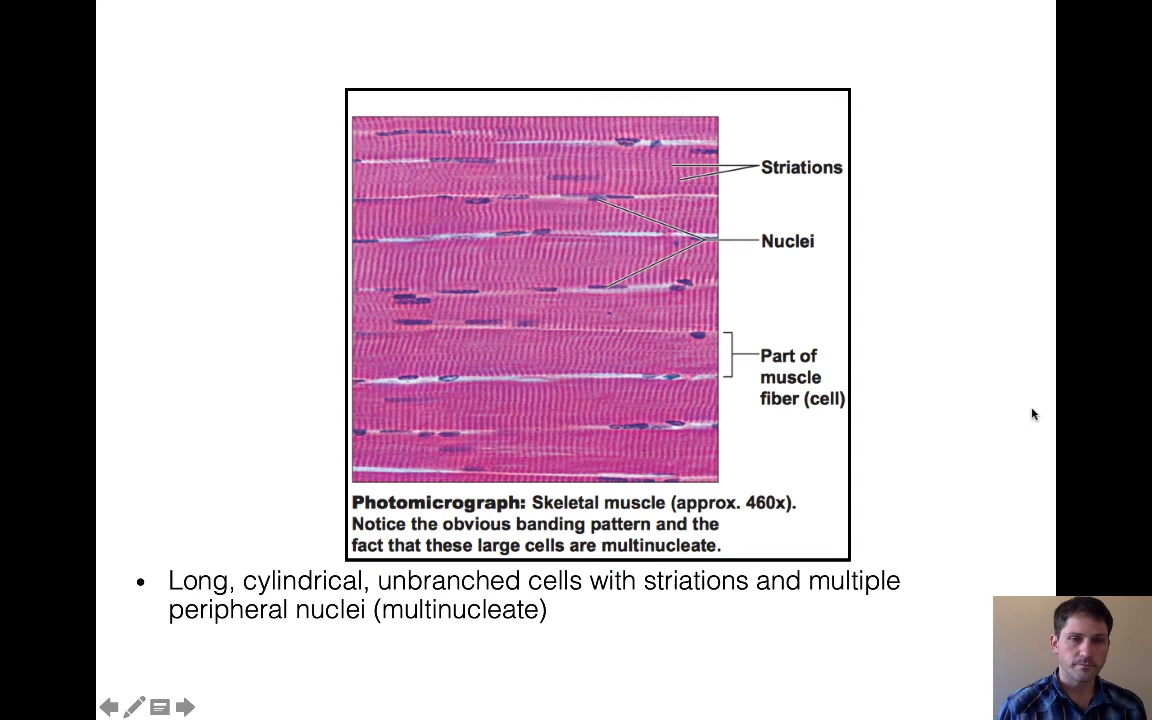 Striations
Nuclei
Part of
muscle
fiber (cell)
Photomicrograph: Skeletal muscle (approx. 460x).
Notice the obvious banding pattern and the
fact that these large cells are multinucleate.
• Long, cylindrical, unbranched cells with striations and multiple
peripheral nuclei (multinucleate)